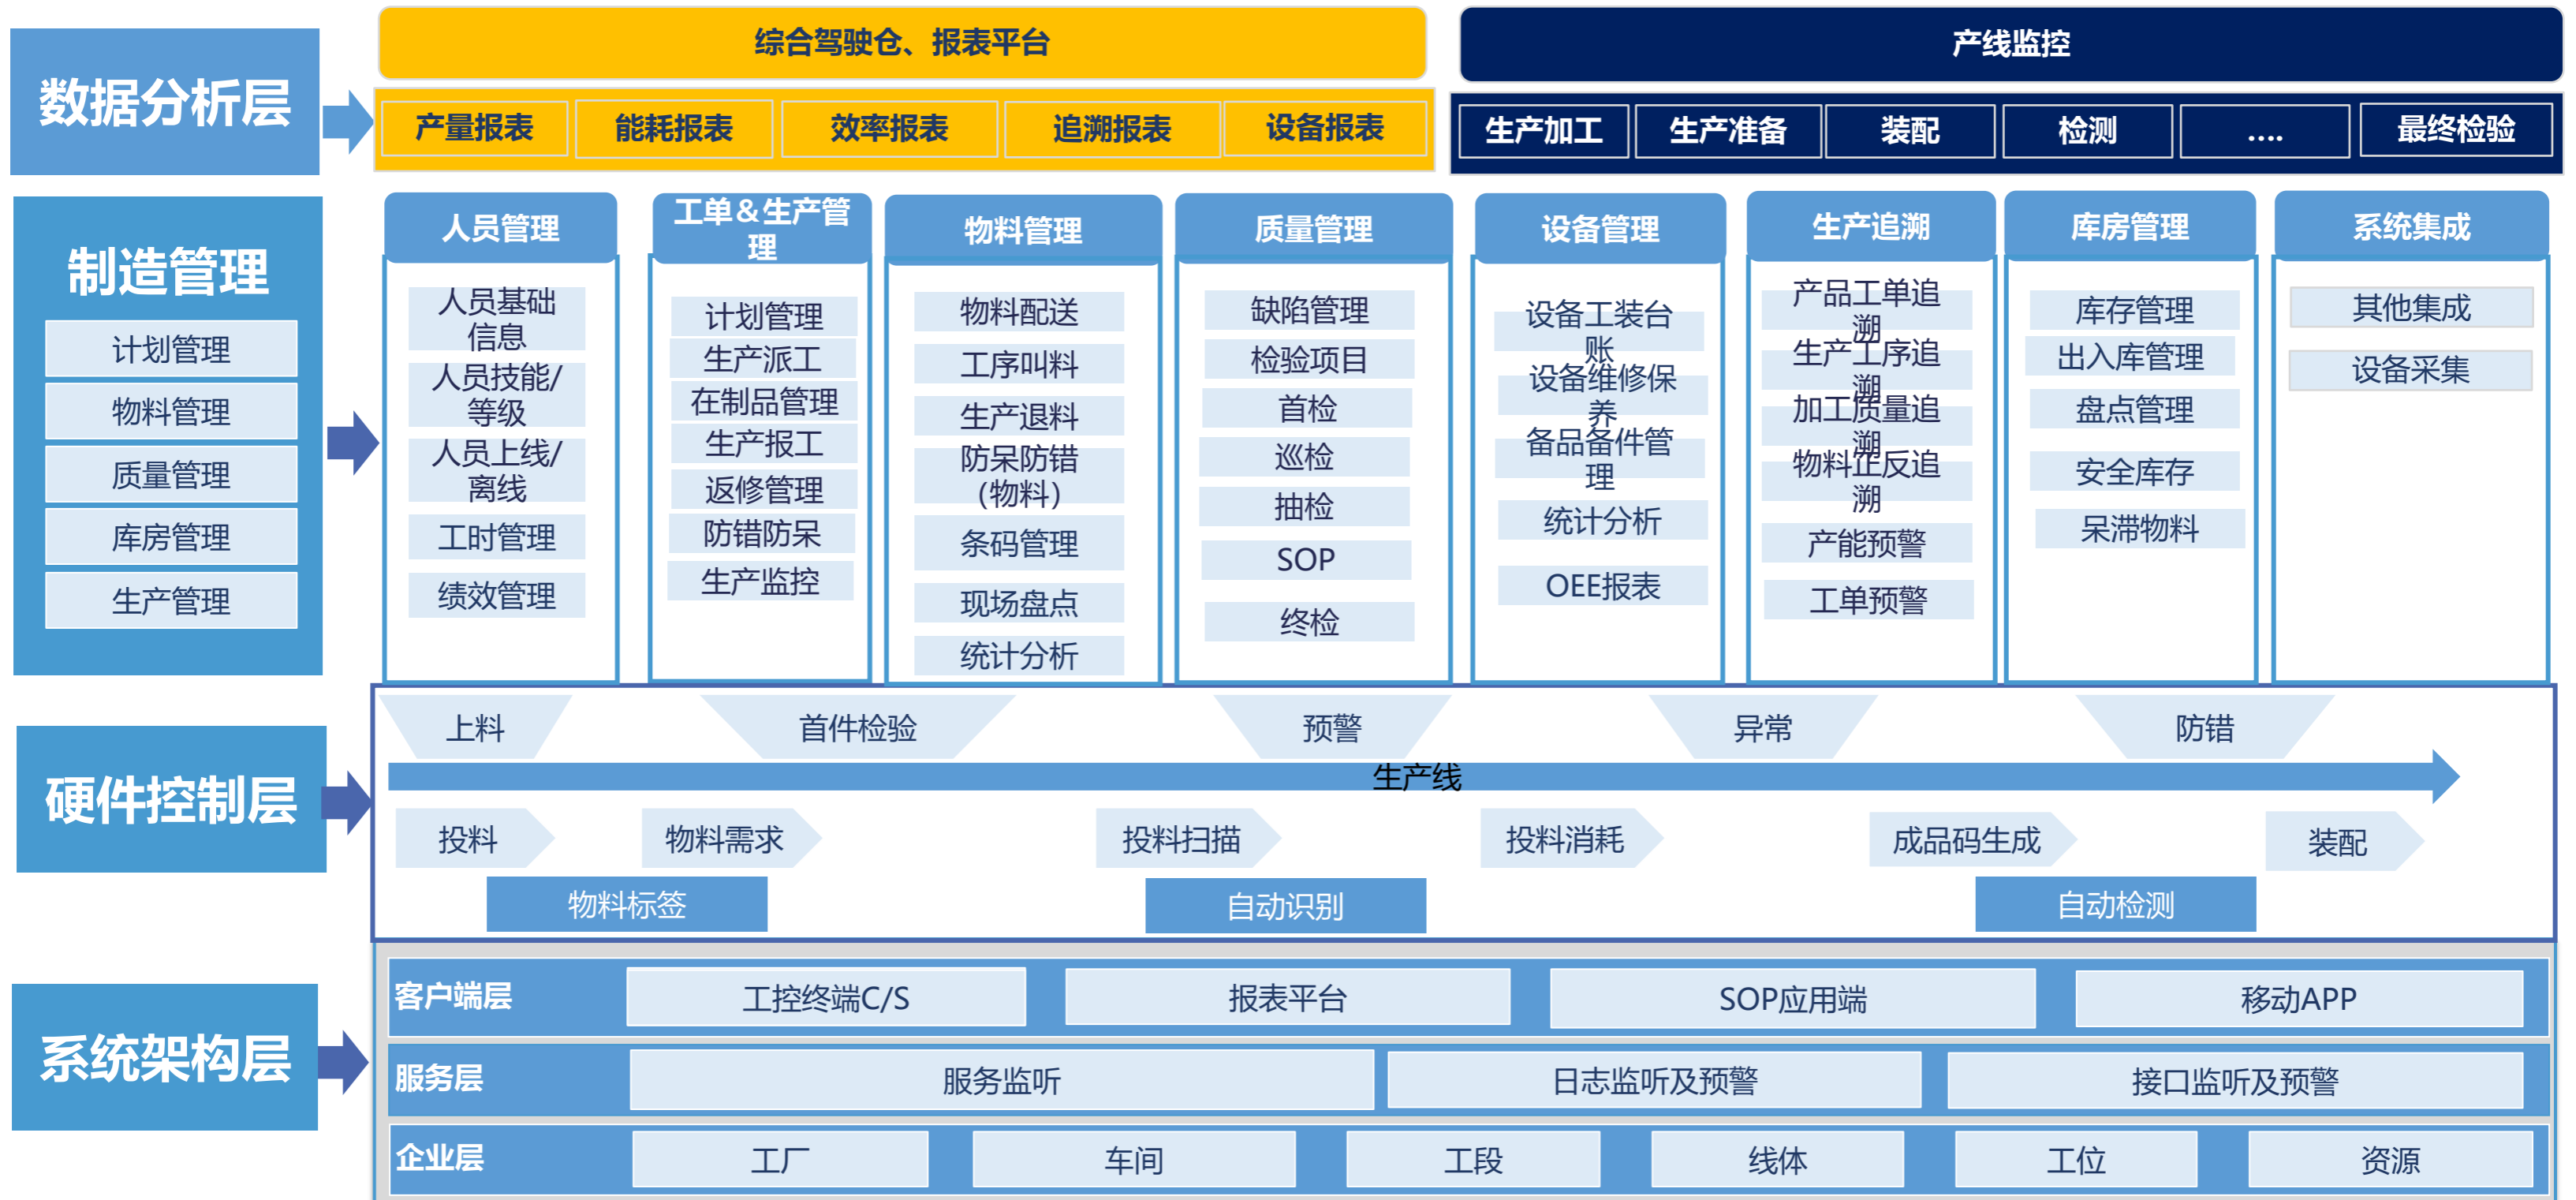 综合驾驶仓、报表平台
产线监控
数据分析层
产量报表
能耗报表
效率报表
追溯报表
设备报表
生产加工
生产准备
装配
检测
....
最终检验
制造管理
计划管理
物料管理
质量管理
库房管理
生产管理
人员管理
人员基础
信息
人员技能/
等级
人员上线/
离线
工时管理
绩效管理
工单&生产管
理
计划管理
生产派工
在制品管理
生产报工
返修管理
防错防呆
生产监控
物料管理
物料配送
工序叫料
生产退料
防呆防错
(物料)
条码管理
现场盘点
统计分析
质量管理
缺陷管理
检验项目
首检
巡检
抽检
SOP
终检
设备管理
设备工装台
账
设备维修保
养
备品备件管
理
统计分析
OEE报表
生产追溯
产品工单追
溯
生产工序追
溯
加工质量追
溯
物料正反追
溯
产能预警
工单预警
库房管理
库存管理
出入库管理
盘点管理
安全库存
呆滞物料
系统集成
其他集成
设备采集
硬件控制层
上料
首件检验
预警
异常
防错
生产线
投料
物料需求
投料扫描
投料消耗
成品码生成
装配
物料标签
自动识别
自动检测
系统架构层
客户端层
工控终端C/S
报表平台
SOP应用端
移动APP
服务层
服务监听
日志监听及预警
接口监听及预警
企业层
工厂
车间
工段
线体
工位
资源